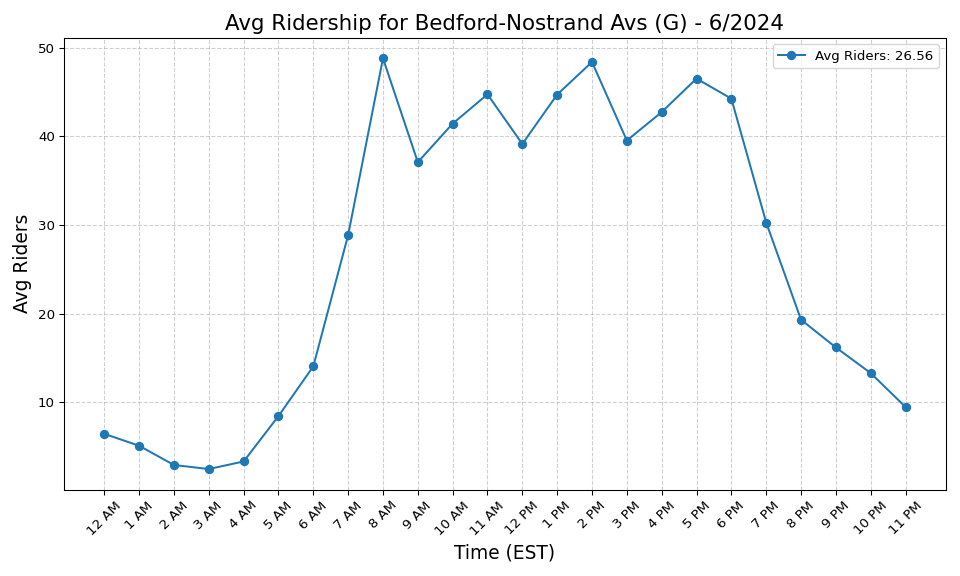 Avg Ridership for Bedford-Nostrand Avs (G) - 6/2024
Avg Riders: 26.56
50
40
30
20
10
Avg Riders
12 AM
1 AM
2 AM
3 AM
4 AM
5 AM
6 AM
7 AM
8 AM
9 AM
10 AM
11 AM
12 PM
1 PM
2 PM
3 PM
4 PM
5 PM
6 PM
7 PM
8 PM
9 PM
10 PM
11 PM
Time (EST)